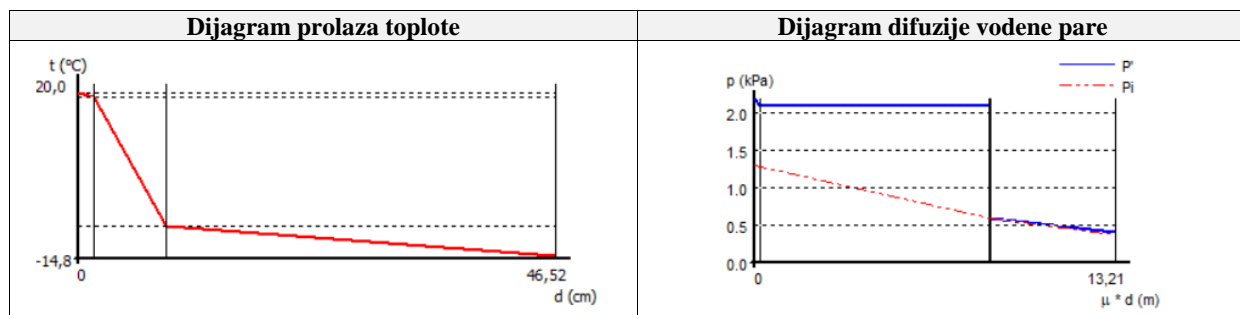 Dijagram prolaza toplote
Dijagram difuzije vodene pare
t (°C)
20,0
-14,8
0
46,52
d (cm)
P'
Pi
p (kPa)
2.0
1.5
1.0
0.5
0.0
0
13,21
μ * d (m)